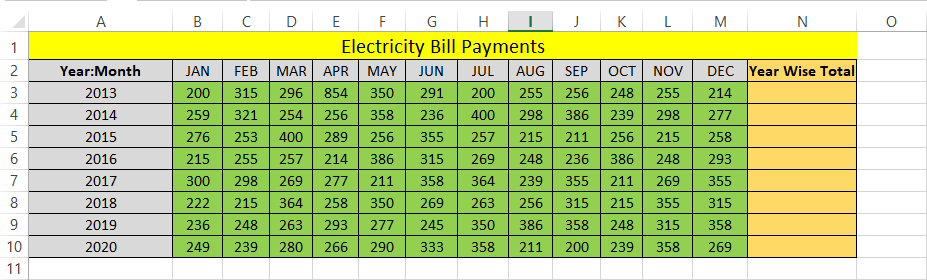 A B C D E F G H I J K L M N O
1 Electricity Bill Payments
2 Year:Month JAN FEB MAR APR MAY JUN JUL AUG SEP OCT NOV DEC Year Wise Total
3 2013 200 315 296 854 350 291 200 255 256 248 255 214
4 2014 259 321 254 256 358 236 400 298 386 239 298 277
5 2015 276 253 400 289 256 355 257 215 211 256 215 258
6 2016 215 255 257 214 386 315 269 248 236 386 248 293
7 2017 300 298 269 277 211 358 364 239 355 211 269 355
8 2018 222 215 364 258 350 269 263 256 315 215 355 315
9 2019 236 248 263 293 277 245 350 386 358 248 315 358
10 2020 249 239 280 266 290 333 358 211 200 239 358 269
11